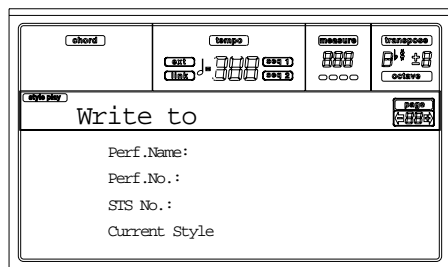 chord tempo measure transpose
ext seq 1
link seq 2
octave
style play page
Write to
Perf.Name:
Perf.No.:
STS No.:
Current Style